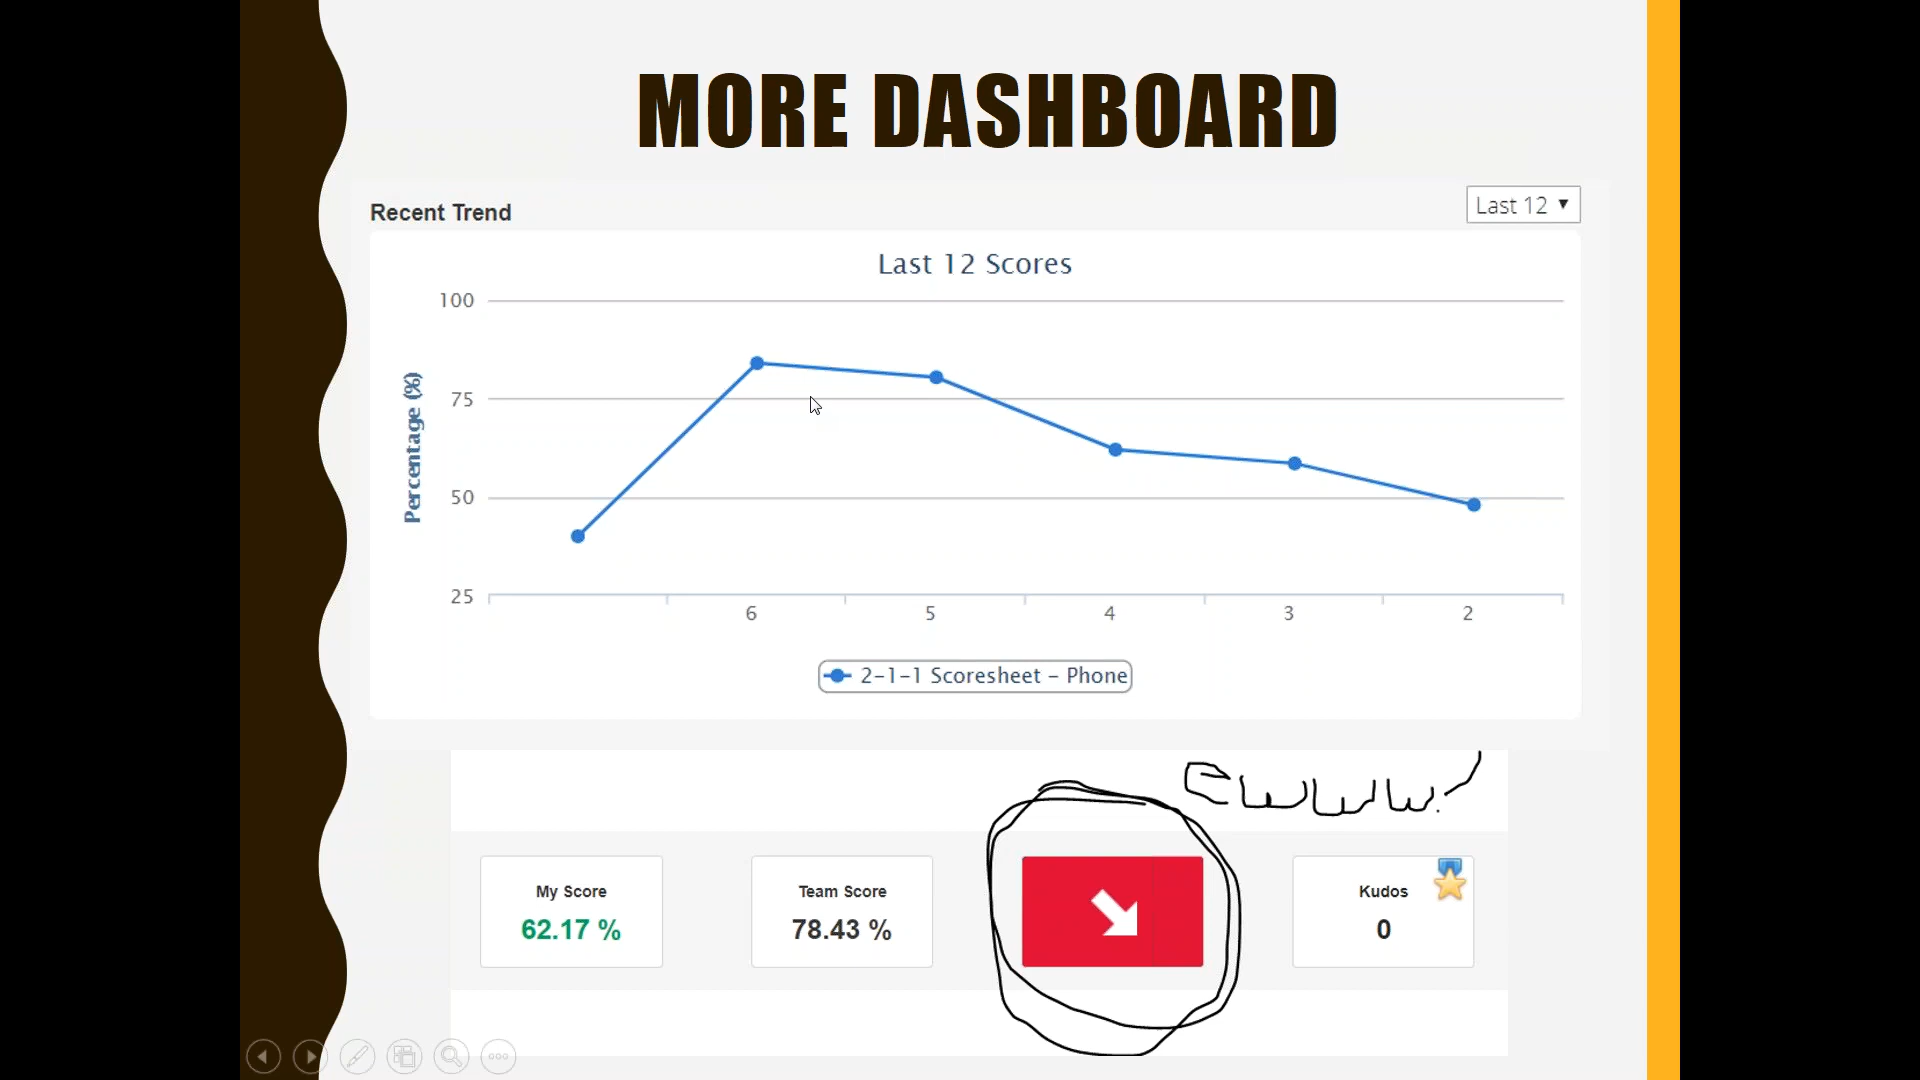 MORE DASHBOARD
Recent Trend
Last 12 ▼
Last 12 Scores
100
75
50
25
Percentage (%)
6 5 4 3 2
2-1-1 Scoresheet - Phone
My Score
62.17 %
Team Score
78.43 %
Kudos
0